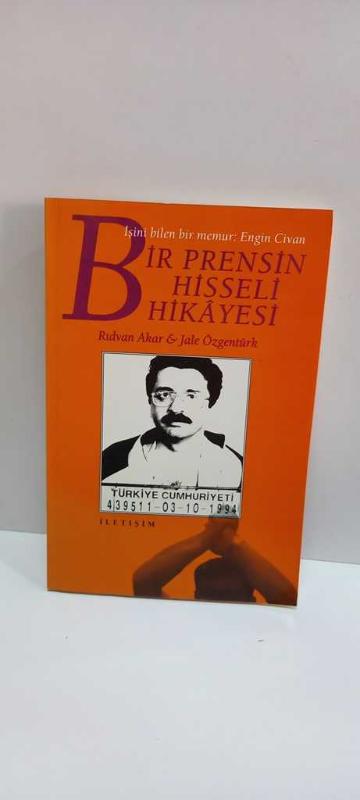 İşini bilen bir memur: Engin Civan
BİR PRENSİN
HİSSELİ
HİKÂYESİ
Rıdvan Akar & Jale Özgentürk
TÜRKİYE CUMHURİYETİ
439511-03-10-1994
İLETİŞİM